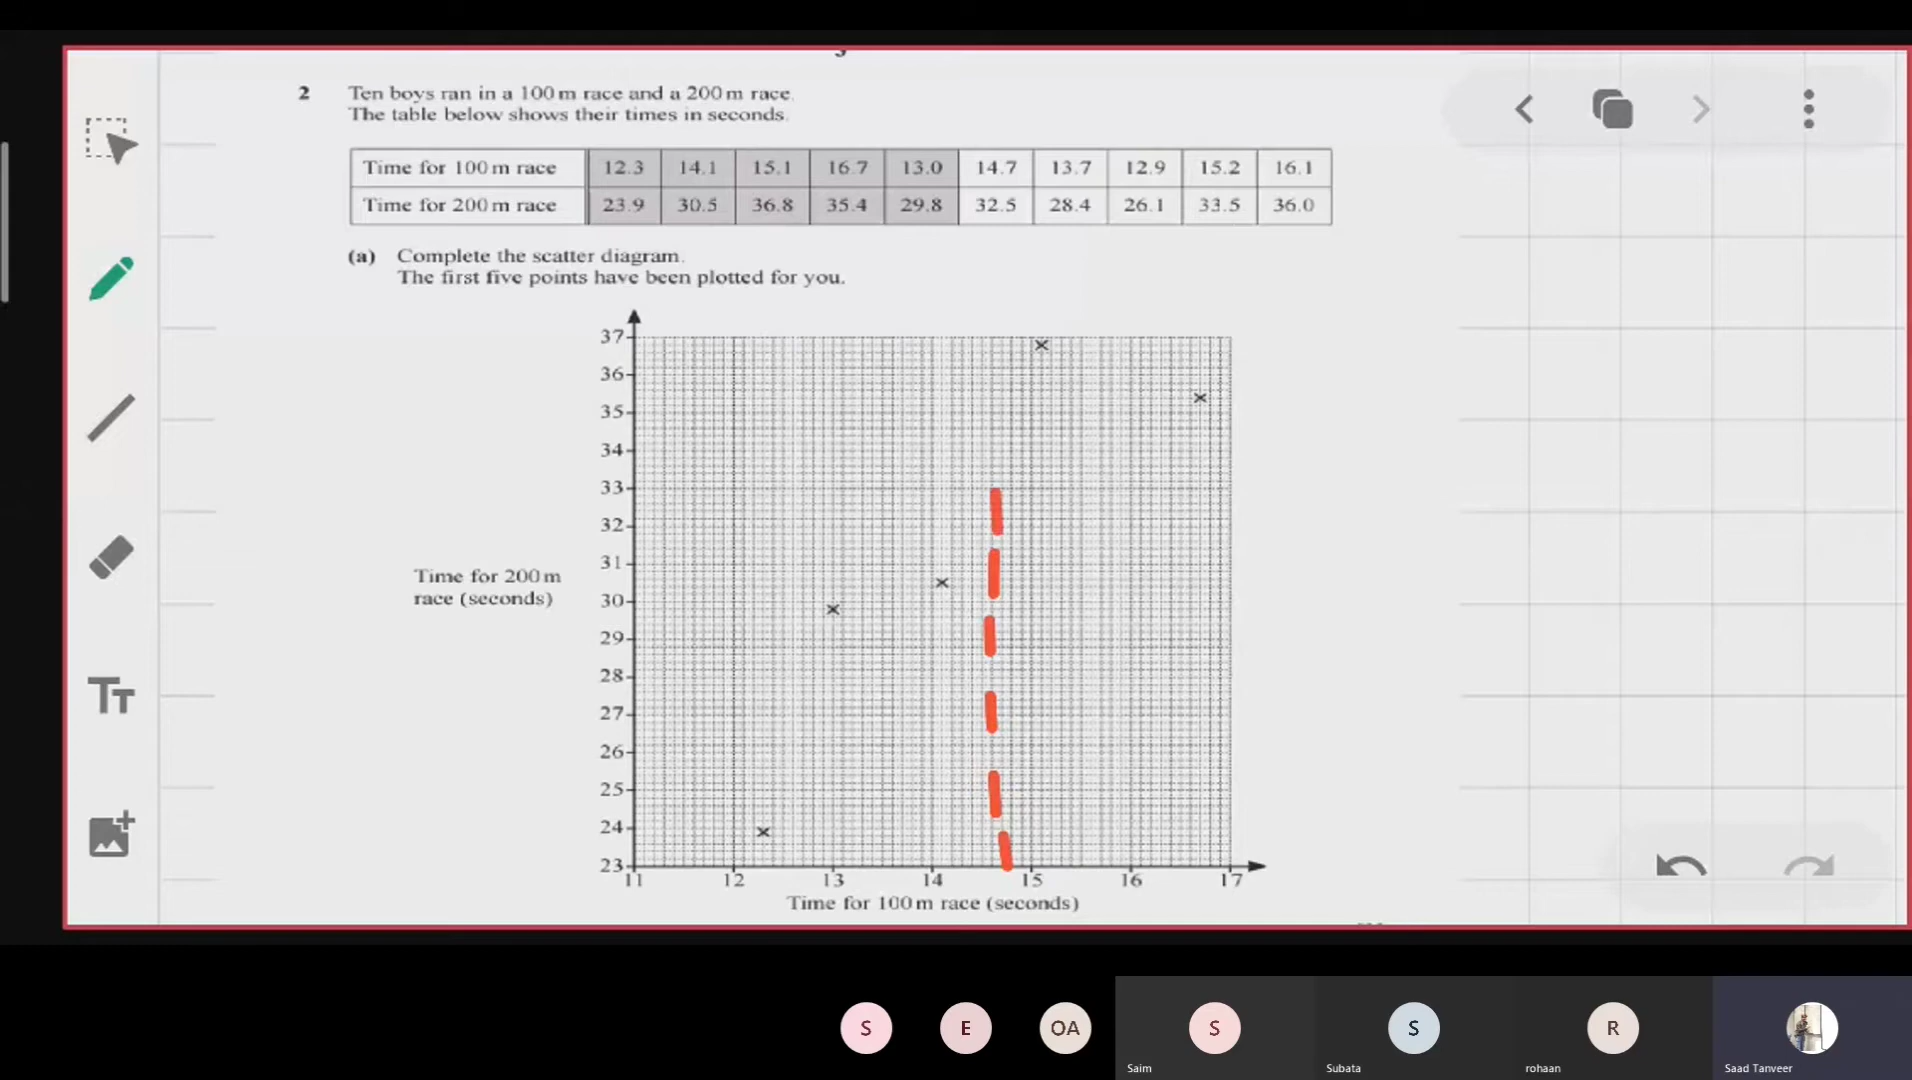 2 Ten boys ran in a 100 m race and a 200 m race.
The table below shows their times in seconds.
Time for 100 m race 12.3 14.1 15.1 16.7 13.0 14.7 13.7 12.9 15.2 16.1
Time for 200 m race 23.9 30.5 36.8 35.4 29.8 32.5 28.4 26.1 33.5 36.0
(a) Complete the scatter diagram.
The first five points have been plotted for you.
37
36
35
34
33
32
31
Time for 200 m
race (seconds)
30
29
28
27
26
25
24
23
11 12 13 14 15 16 17
Time for 100 m race (seconds)
TT
S E OA S S R
Saim Subata rohaan Saad Tanveer